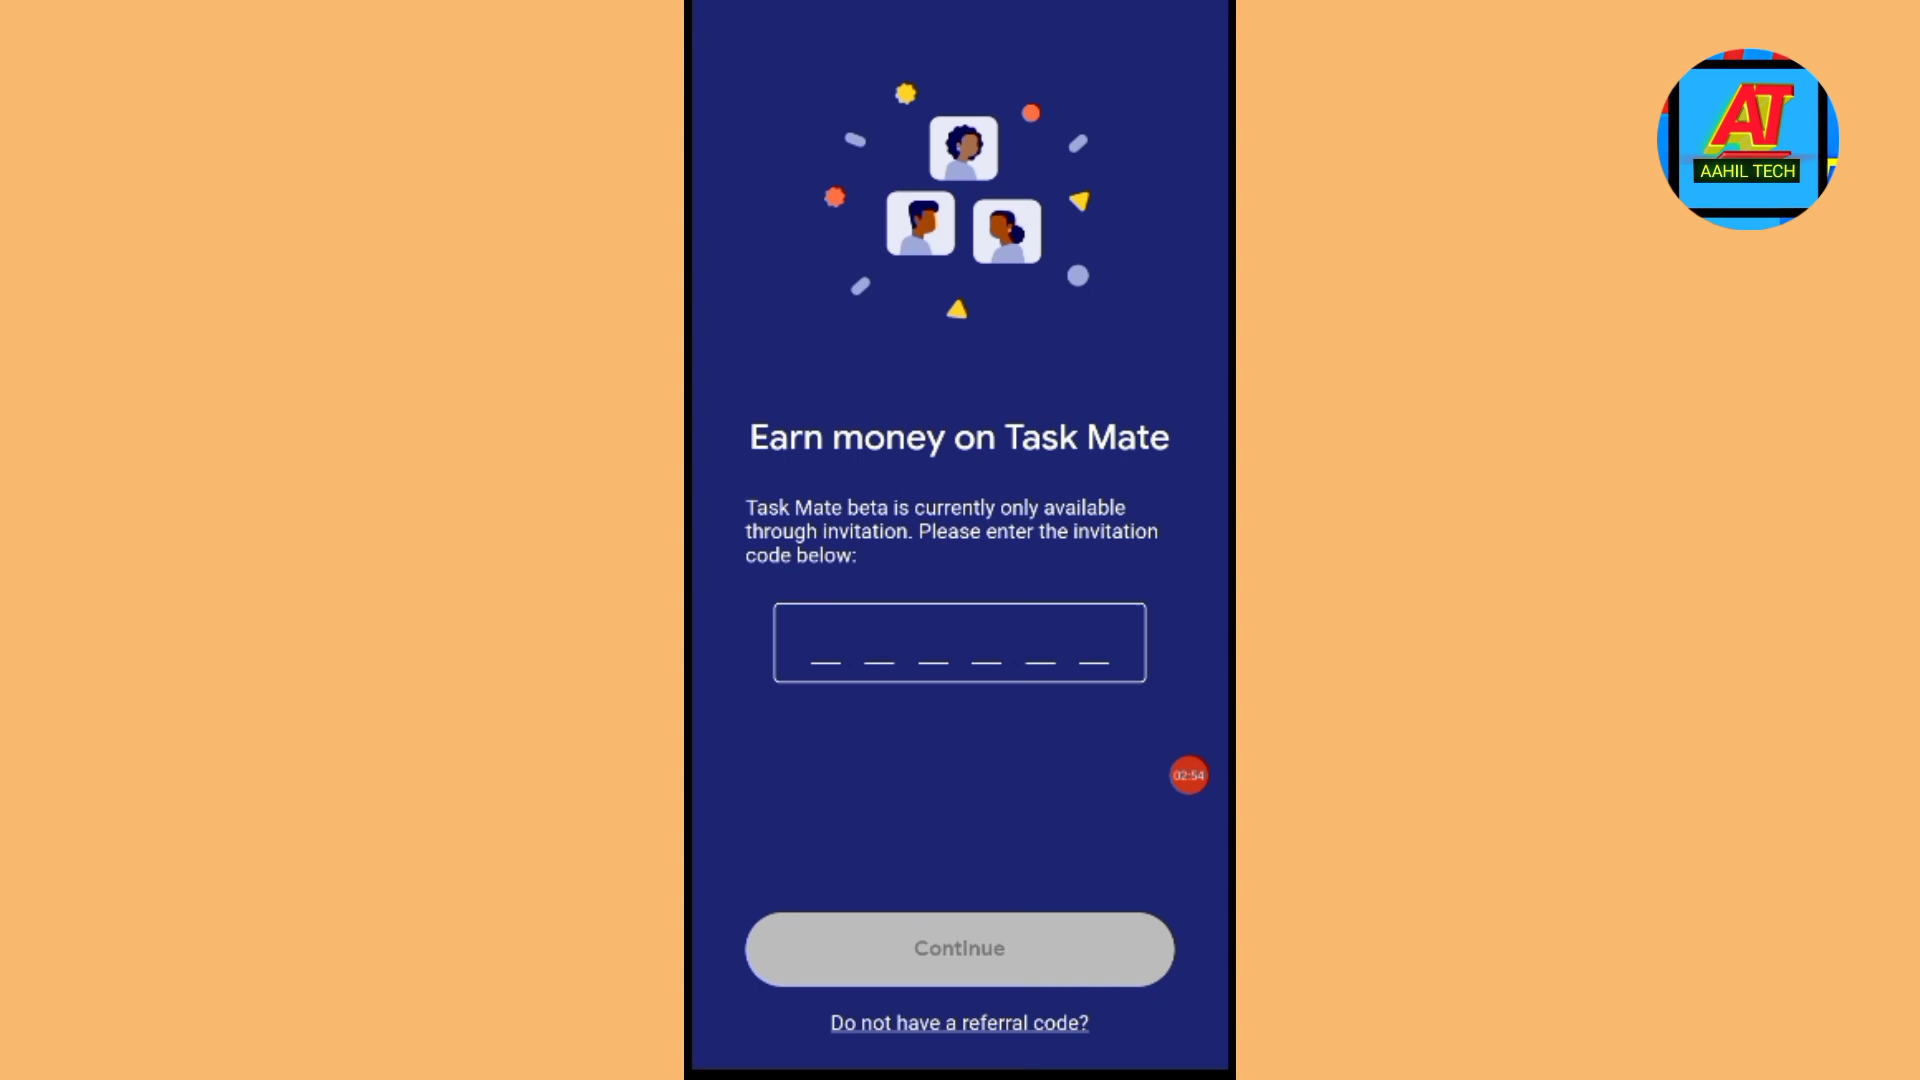 AT
AAHIL TECH
Earn money on Task Mate
Task Mate beta is currently only available
through invitation. Please enter the invitation
code below:
02:54
Continue
Do not have a referral code?